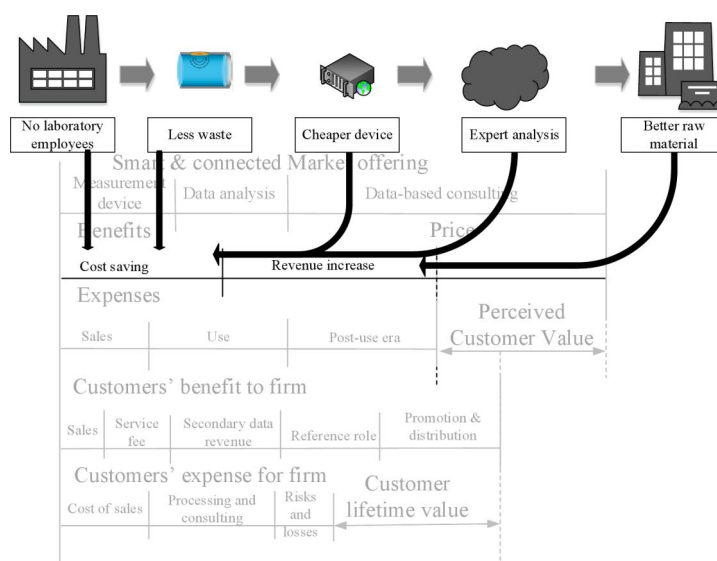 No laboratory
employees
Less waste
Cheaper device
Expert analysis
Better raw
material
Smart & connected Market offering
Measurement
device
Data analysis
Data-based consulting
Benefits
Price
Cost saving
Revenue increase
Expenses
Sales
Use
Post-use era
Perceived
Customer Value
Customers' benefit to firm
Sales
Service
fee
Secondary data
revenue
Reference role
Promotion &
distribution
Customers' expense for firm
Cost of sales
Processing and
consulting
Risks
and
losses
Customer
lifetime value